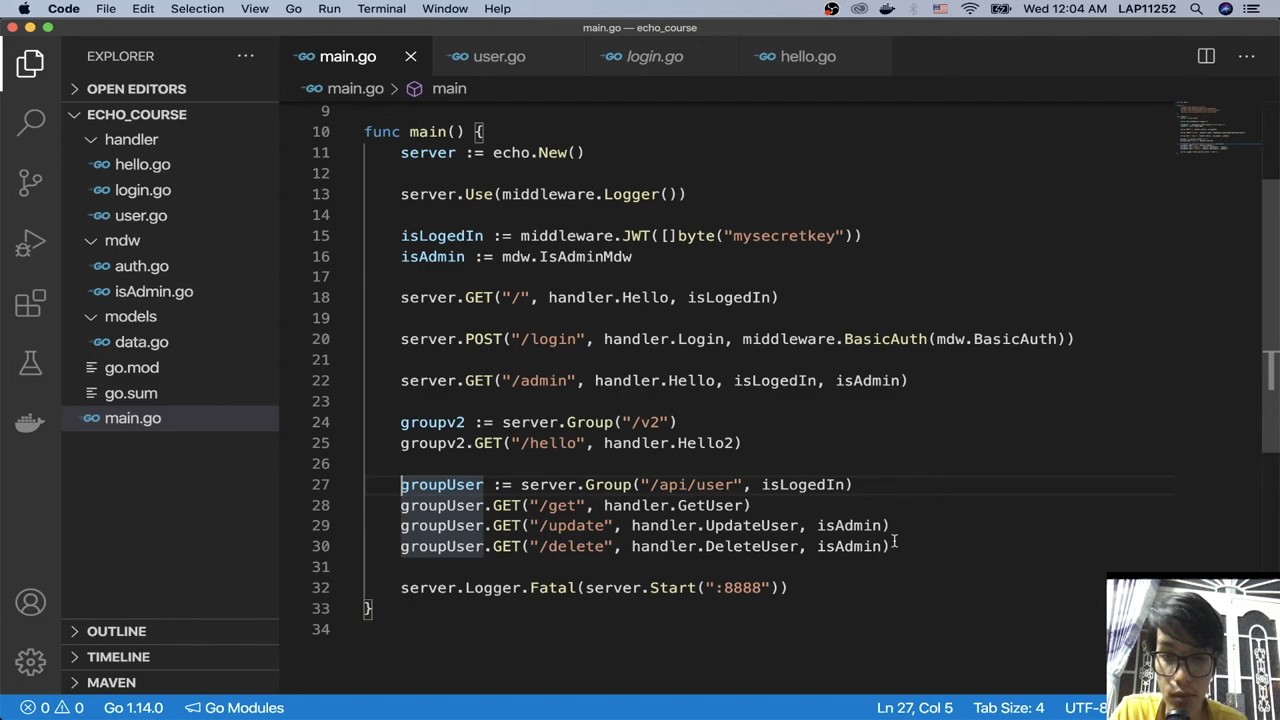 Code File Edit Selection View Go Run Terminal Window Help Wed 12:04 AM LAP11252
main.go — echo_course
EXPLORER ···
main.go user.go login.go hello.go
main.go > main
OPEN EDITORS
ECHO_COURSE
handler
hello.go
login.go
user.go
mdw
auth.go
isAdmin.go
models
data.go
go.mod
go.sum
main.go
OUTLINE
TIMELINE
MAVEN
9
10 func main() {
11 server := echo.New()
12
13 server.Use(middleware.Logger())
14
15 isLogedIn := middleware.JWT([]byte("mysecretkey"))
16 isAdmin := mdw.IsAdminMdw
17
18 server.GET("/", handler.Hello, isLogedIn)
19
20 server.POST("/login", handler.Login, middleware.BasicAuth(mdw.BasicAuth))
21
22 server.GET("/admin", handler.Hello, isLogedIn, isAdmin)
23
24 groupv2 := server.Group("/v2")
25 groupv2.GET("/hello", handler.Hello2)
26
27 groupUser := server.Group("/api/user", isLogedIn)
28 groupUser.GET("/get", handler.GetUser)
29 groupUser.GET("/update", handler.UpdateUser, isAdmin)
30 groupUser.GET("/delete", handler.DeleteUser, isAdmin)
31
32 server.Logger.Fatal(server.Start(":8888"))
33 }
34
0 0 Go 1.14.0 Go Modules Ln 27, Col 5 Tab Size: 4 UTF-8